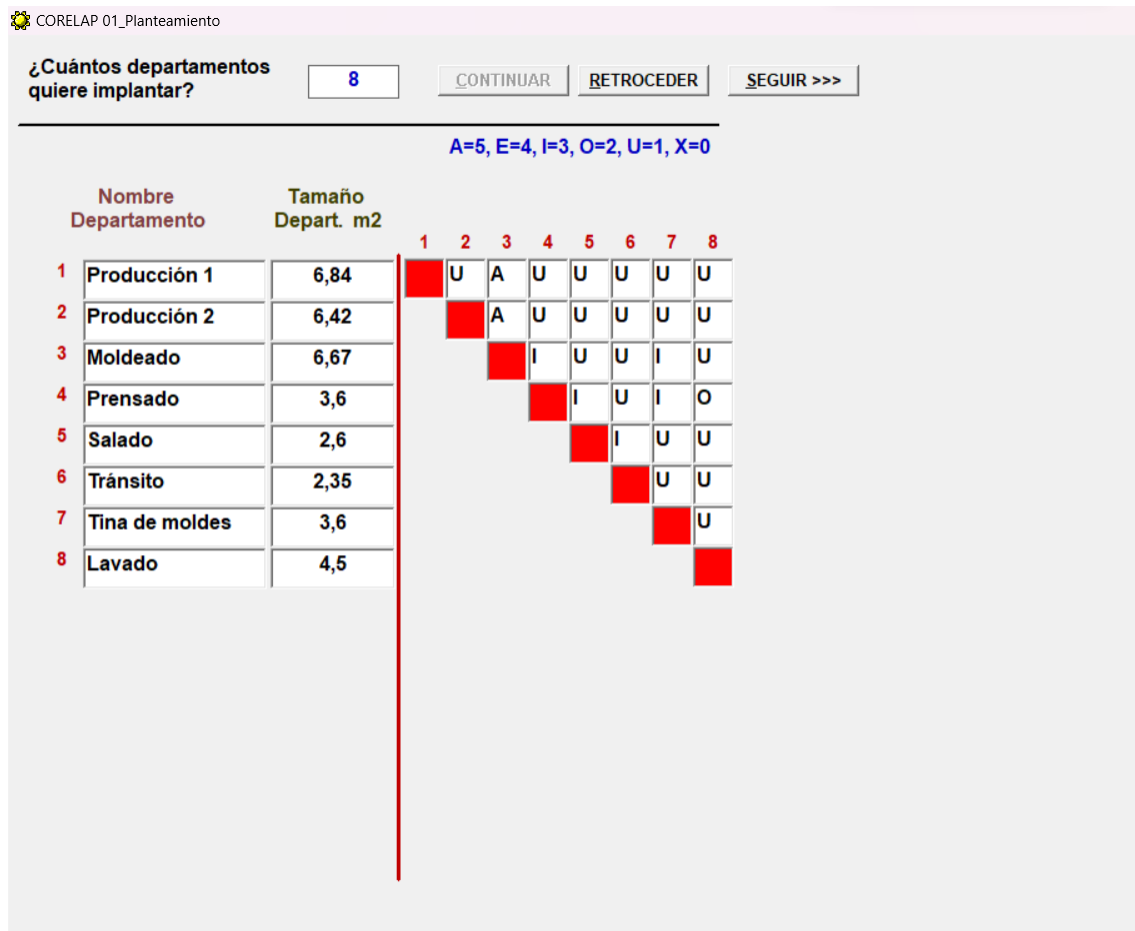 CORELAP 01_Planteamiento
¿Cuántos departamentos
quiere implantar?
8
CONTINUAR
RETROCEDER
SEGUIR >>>
A=5, E=4, I=3, O=2, U=1, X=0
Nombre
Departamento
Tamaño
Depart. m2
1 2 3 4 5 6 7 8
1 Producción 1 6,84 U A U U U U U
2 Producción 2 6,42 A U U U U U
3 Moldeado 6,67 I U U I U
4 Prensado 3,6 I U I O
5 Salado 2,6 I U U
6 Tránsito 2,35 U U
7 Tina de moldes 3,6 U
8 Lavado 4,5